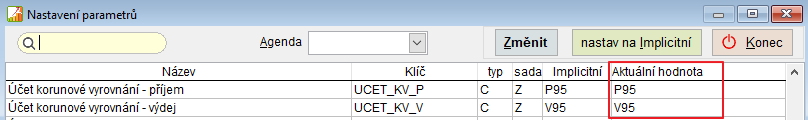 Nastavení parametrů
Agenda Změnit nastav na Implicitní Konec
Název Klíč typ sada Implicitní Aktuální hodnota
Účet korunové vyrovnání - příjem UCET_KV_P C Z P95 P95
Účet korunové vyrovnání - výdej UCET_KV_V C Z V95 V95